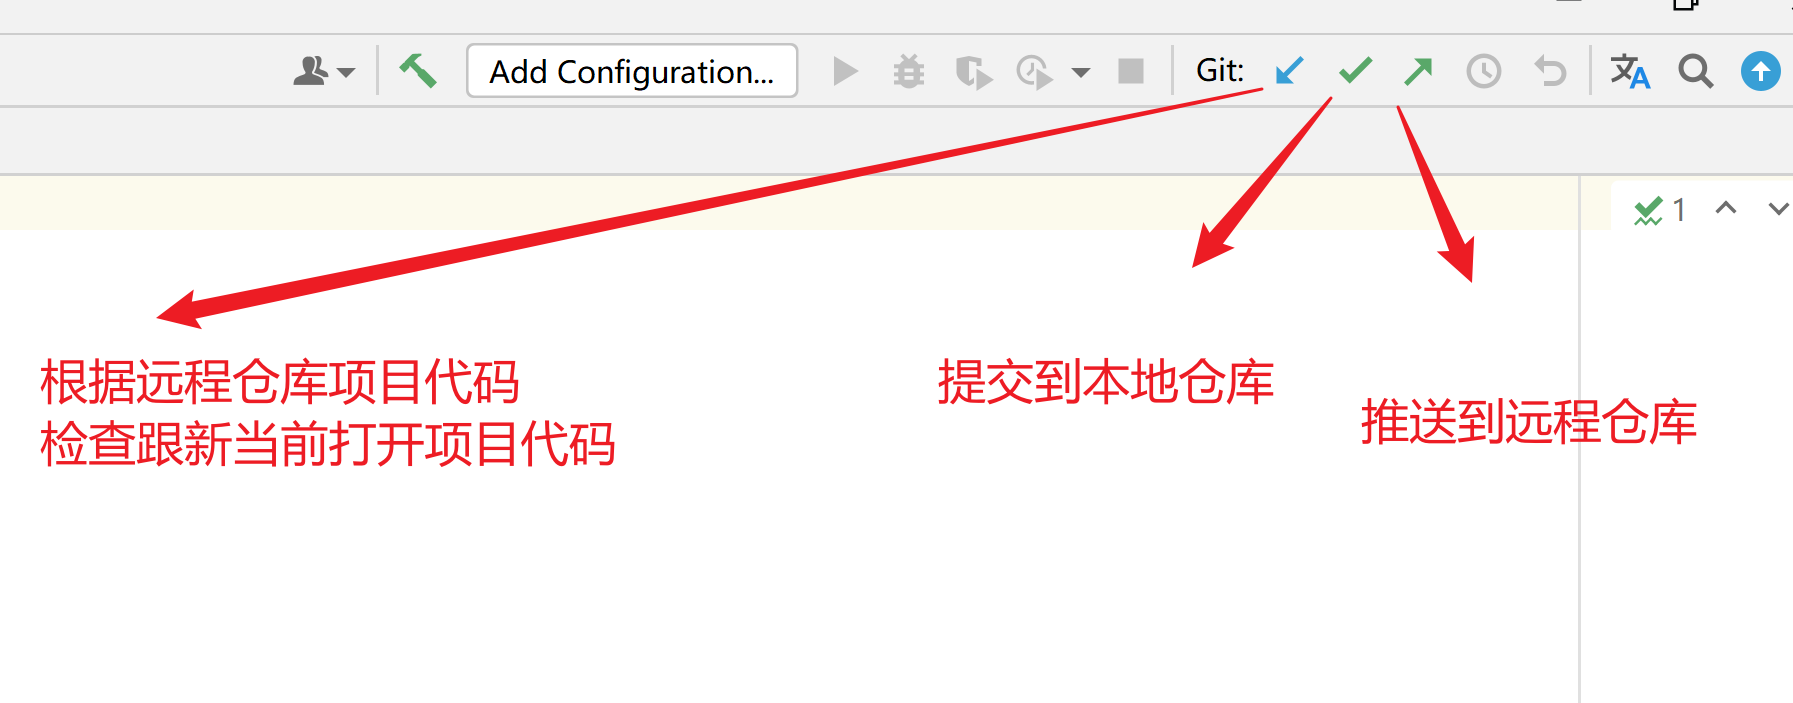 Add Configuration...
Git:
文A
1
根据远程仓库项目代码
检查跟新当前打开项目代码
提交到本地仓库
推送到远程仓库